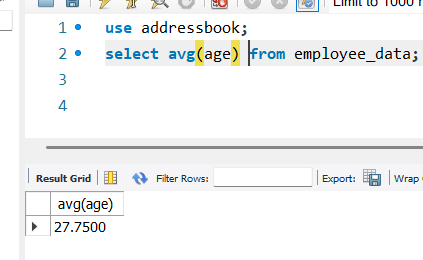 Limit to 1000 r
1 use addressbook;
2 select avg(age) from employee_data;
3
4
Result Grid Filter Rows: Export: Wrap
avg(age)
27.7500